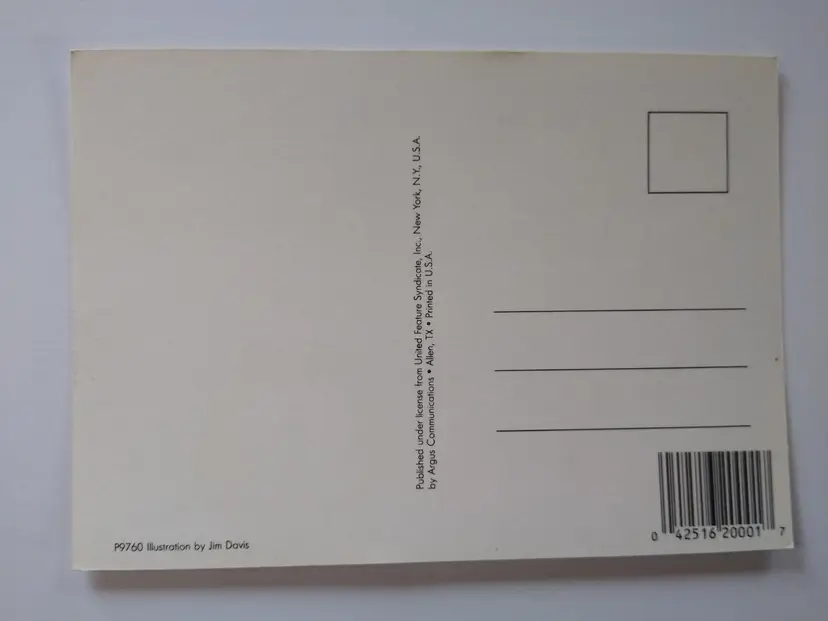 Published under license from United Feature Syndicate, Inc., New York, N.Y., U.S.A.
by Argus Communications • Allen, TX • Printed in U.S.A.
P9760 Illustration by Jim Davis
0 42516 20001 7